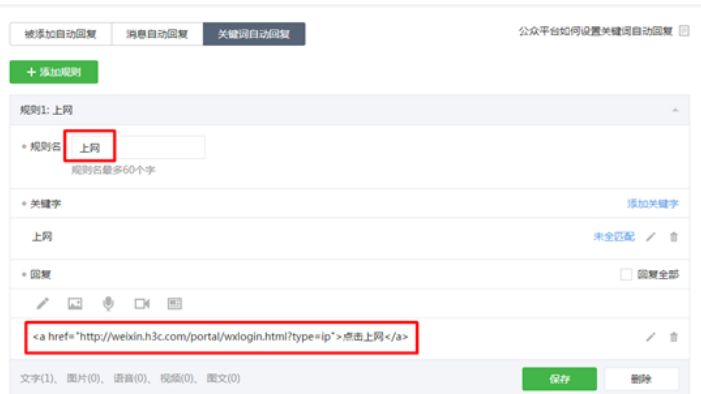 被添加自动回复 消息自动回复 关键词自动回复 公众平台如何设置关键词自动回复
+ 添加规则
规则1: 上网
规则名 上网
规则名最多60个字
关键字 添加关键字
上网 未全匹配
回复 回复全部
<a href="http://weixin.h3c.com/portal/wxlogin.html?type=ip">点击上网</a>
文字(1)、 图片(0)、 语音(0)、 视频(0)、 图文(0) 保存 删除